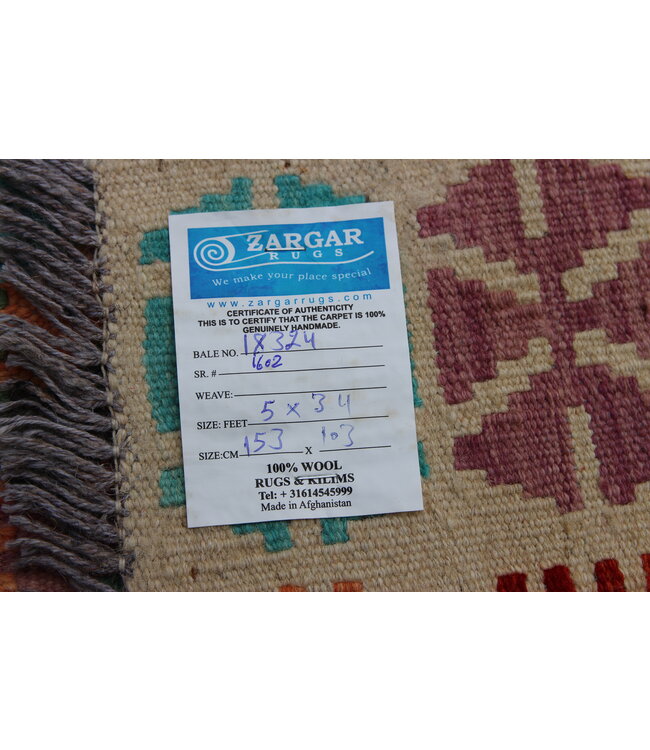 ZARGAR
RUGS
We make your place special
www.zargarrugs.com
CERTIFICATE OF AUTHENTICITY
THIS IS TO CERTIFY THAT THE CARPET IS 100%
GENUINELY HANDMADE.
BALE NO. 18324
SR. # 1602
WEAVE:
SIZE: FEET 5 x 34
SIZE:CM 153 X 103
100% WOOL
RUGS & KILIMS
Tel: + 31614545999
Made in Afghanistan